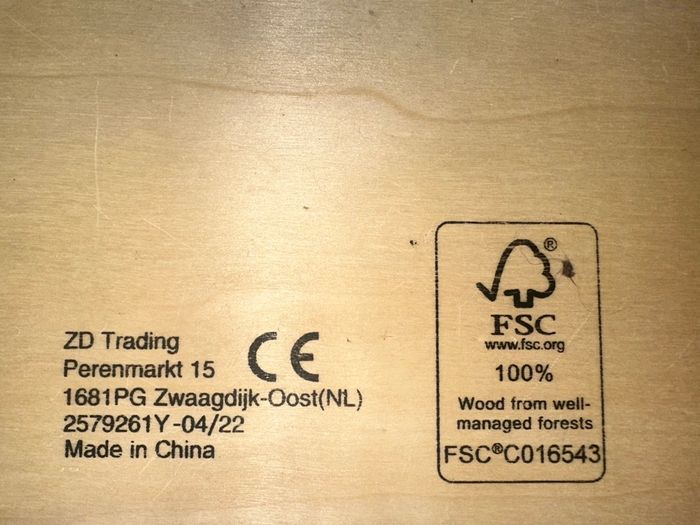 ZD Trading
Perenmarkt 15
CE
1681PG Zwaagdijk-Oost(NL)
2579261Y-04/22
Made in China
®
FSC
www.fsc.org
100%
Wood from well-
managed forests
FSC®C016543